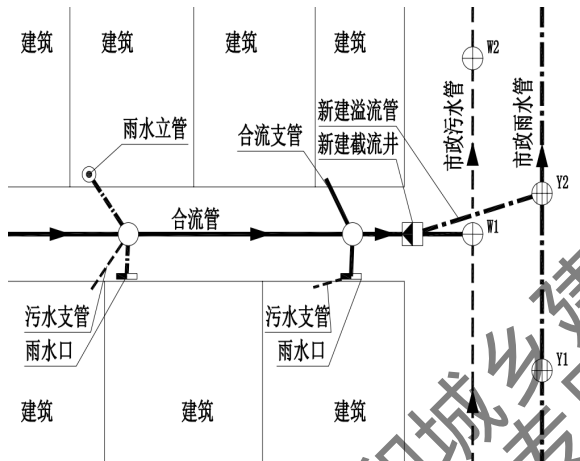 建筑
建筑
建筑
建筑
W2
市政污水管
市政雨水管
新建溢流管
新建截流井
雨水立管
合流支管
Y2
合流管
W1
污水支管
雨水口
污水支管
雨水口
Y1
建筑
建筑
建筑
城乡建